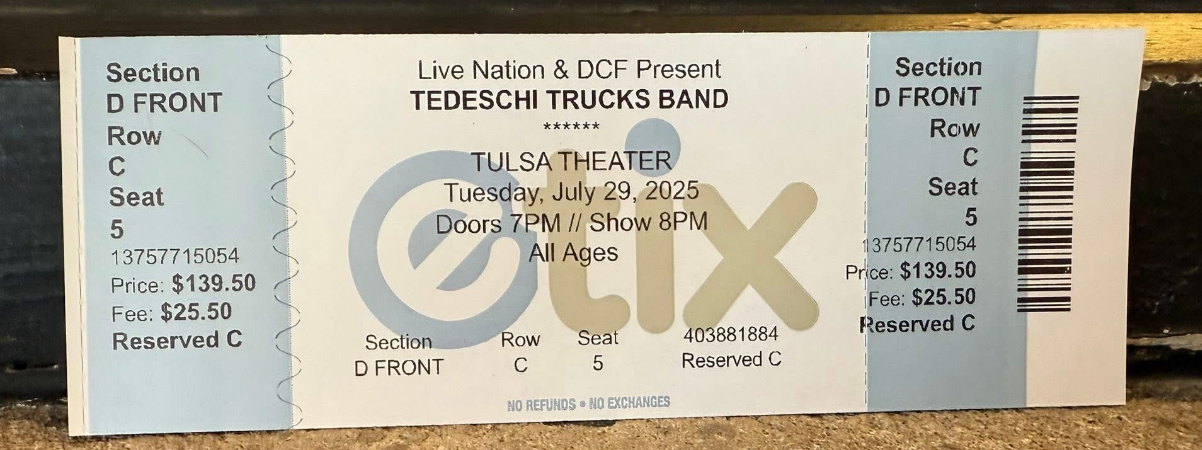 Section
D FRONT
Row
C
Seat
5
13757715054
Price: $139.50
Fee: $25.50
Reserved C
Live Nation & DCF Present
TEDESCHI TRUCKS BAND
******
TULSA THEATER
Tuesday, July 29, 2025
Doors 7PM // Show 8PM
All Ages
etix
Section Row Seat 403881884
D FRONT C 5 Reserved C
NO REFUNDS • NO EXCHANGES
Section
D FRONT
Row
C
Seat
5
13757715054
Price: $139.50
Fee: $25.50
Reserved C